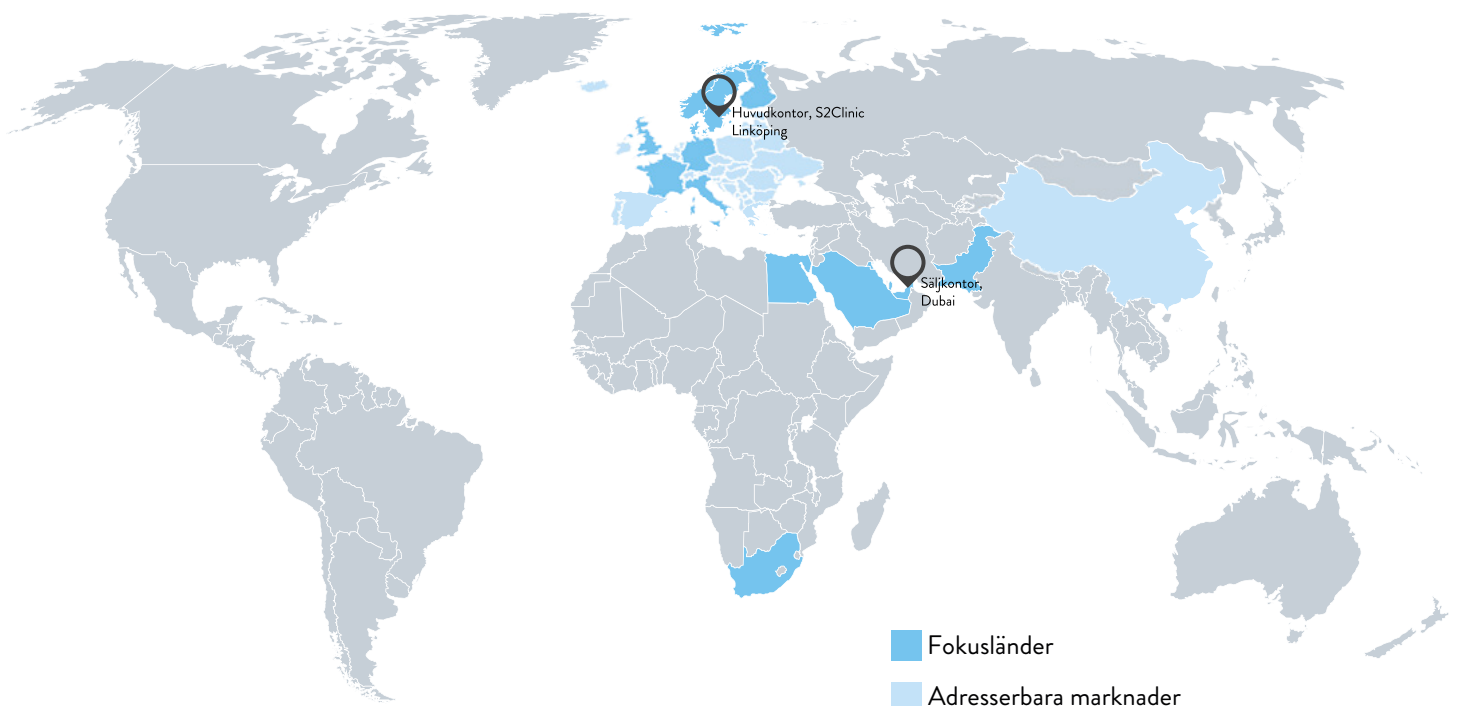 Huvudkontor, S2Clinic
Linköping
Säljkontor,
Dubai
Fokusländer
Adresserbara marknader